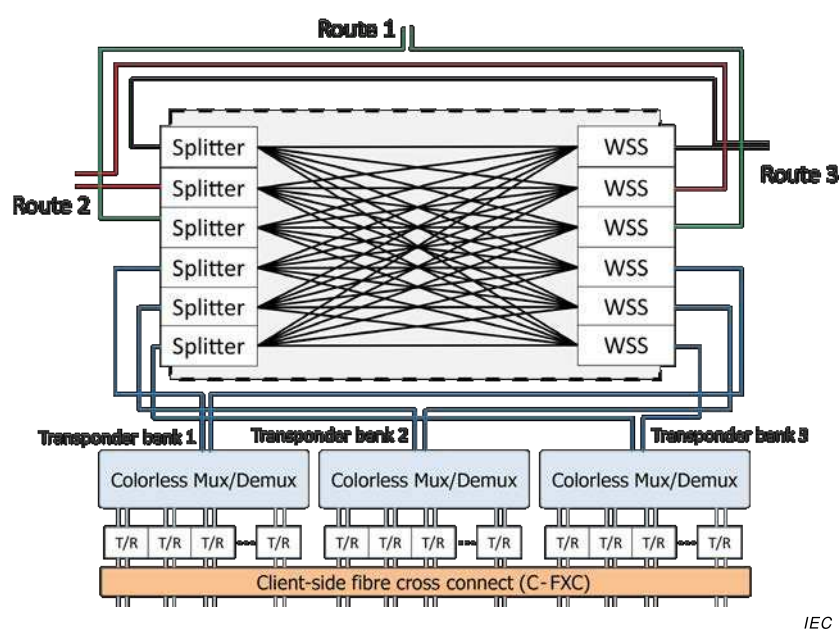 Route 1
Splitter
WSS
Splitter
WSS
Route 3
Route 2
Splitter
WSS
Splitter
WSS
Splitter
WSS
Splitter
WSS
Transponder bank 1
Transponder bank 2
Transponder bank 3
Colorless Mux/Demux
Colorless Mux/Demux
Colorless Mux/Demux
T/R T/R T/R T/R
T/R T/R T/R T/R
T/R T/R T/R T/R
Client-side fibre cross connect (C-FXC)
IEC